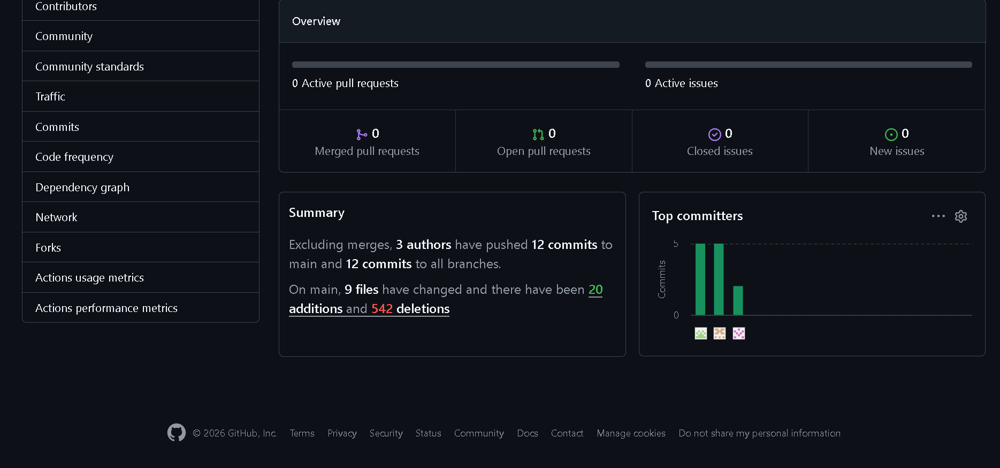 Contributors
Community
Community standards
Traffic
Commits
Code frequency
Dependency graph
Network
Forks
Actions usage metrics
Actions performance metrics
Overview
0 Active pull requests
0 Active issues
0
Merged pull requests
0
Open pull requests
0
Closed issues
0
New issues
Summary
Excluding merges, 3 authors have pushed 12 commits to
main and 12 commits to all branches.
On main, 9 files have changed and there have been 20
additions and 542 deletions
Top committers
5
Commits
0
© 2026 GitHub, Inc. Terms Privacy Security Status Community Docs Contact Manage cookies Do not share my personal information